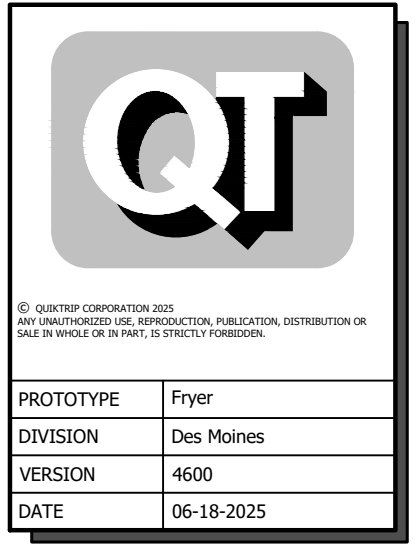 QT
© QUIKTRIP CORPORATION 2025
ANY UNAUTHORIZED USE, REPRODUCTION, PUBLICATION, DISTRIBUTION OR
SALE IN WHOLE OR IN PART, IS STRICTLY FORBIDDEN.
PROTOTYPE Fryer
DIVISION Des Moines
VERSION 4600
DATE 06-18-2025